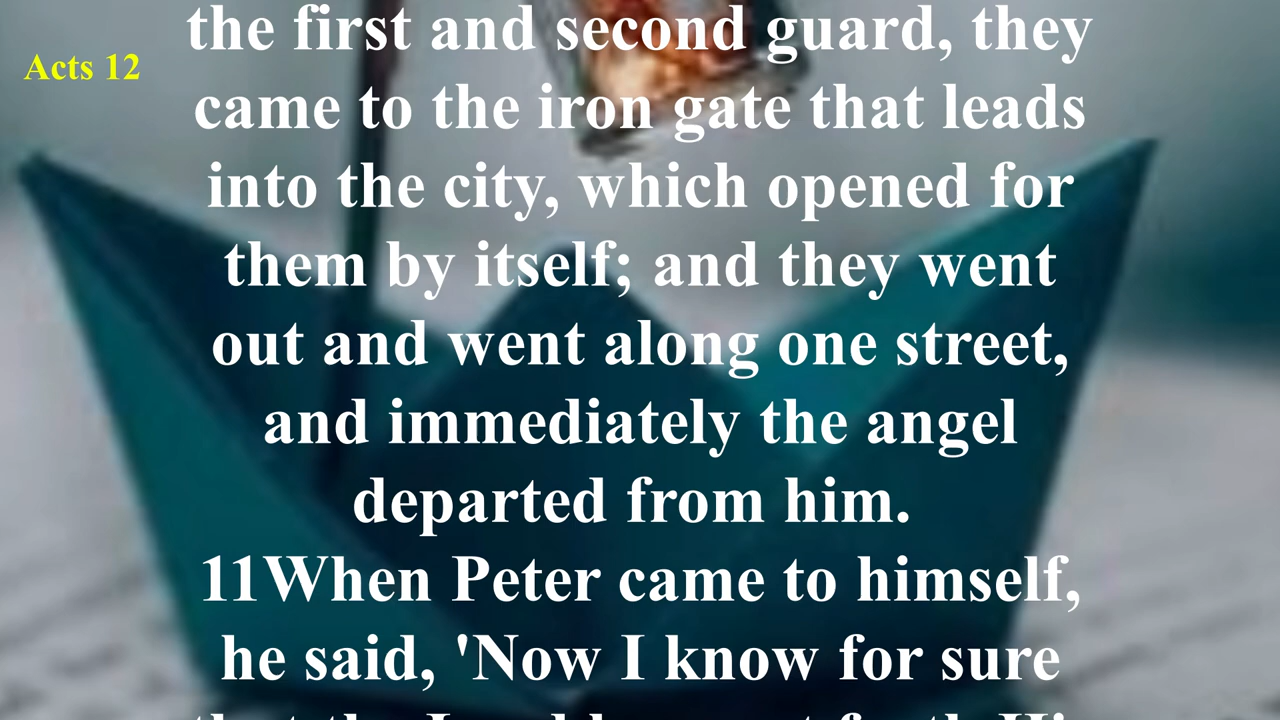 Acts 12
the first and second guard, they
came to the iron gate that leads
into the city, which opened for
them by itself; and they went
out and went along one street,
and immediately the angel
departed from him.
11When Peter came to himself,
he said, 'Now I know for sure